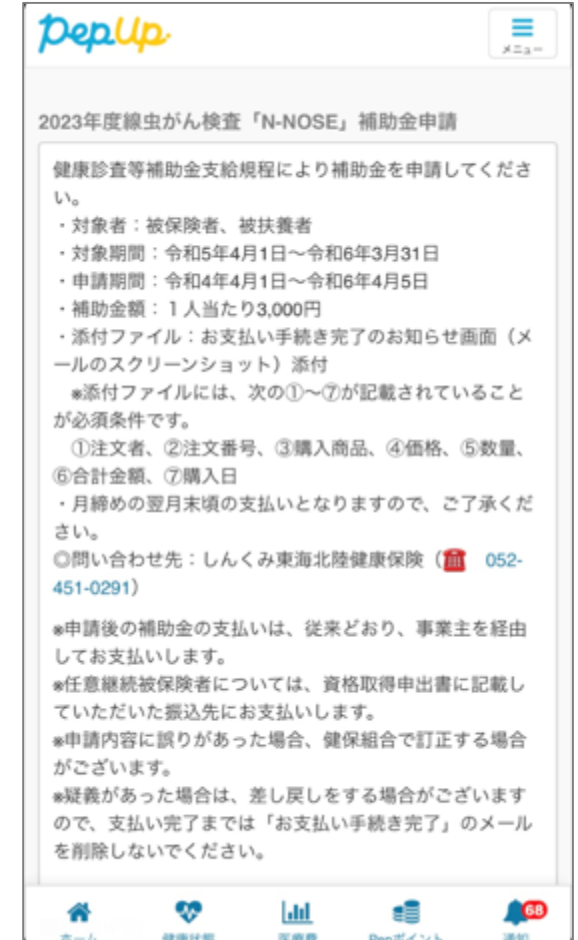 PepUp
メニュー
2023年度線虫がん検査「N-NOSE」補助金申請
健康診査等補助金支給規程により補助金を申請してくださ
い。
・対象者：被保険者、被扶養者
・対象期間：令和5年4月1日～令和6年3月31日
・申請期間：令和4年4月1日～令和6年4月5日
・補助金額：１人当たり3,000円
・添付ファイル：お支払い手続き完了のお知らせ画面（メ
ールのスクリーンショット）添付
※添付ファイルには、次の①～⑦が記載されていること
が必須条件です。
①注文者、②注文番号、③購入商品、④価格、⑤数量、
⑥合計金額、⑦購入日
・月締めの翌月末頃の支払いとなりますので、ご了承くだ
さい。
◎問い合わせ先：しんくみ東海北陸健康保険（☎ 052-
451-0291）
※申請後の補助金の支払いは、従来どおり、事業主を経由
してお支払いします。
※任意継続被保険者については、資格取得申出書に記載し
ていただいた振込先にお支払いします。
※申請内容に誤りがあった場合、健保組合で訂正する場合
がございます。
※疑義があった場合は、差し戻しをする場合がございます
ので、支払い完了までは「お支払い手続き完了」のメール
を削除しないでください。
68
ホーム
健康状態
医療費
Pepポイント
通知